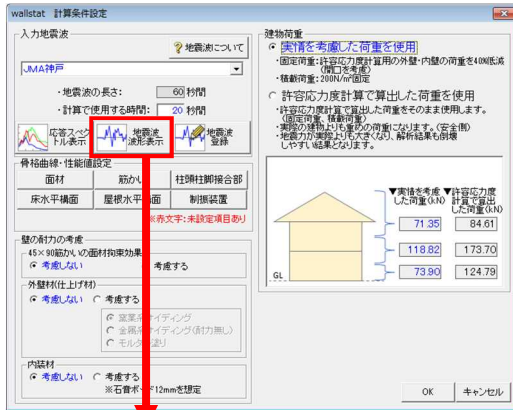 wallstat 計算条件設定
入力地震波
地震波について
JMA神戸
・地震波の長さ: 60 秒間
・計算で使用する時間: 20 秒間
応答スペクトル表示
地震波波形表示
地震波登録
骨格曲線・性能値設定
面材 筋かい 柱頭柱脚接合部
床水平構面 屋根水平構面 制振装置
※赤文字:未設定項目あり
壁の耐力の考慮
45×90筋かいの面材拘束効果
考慮しない 考慮する
外壁材(仕上げ材)
考慮しない 考慮する
窯業系サイディング
金属系サイディング(耐力無し)
モルタル塗り
内装材
考慮しない 考慮する
※石膏ボード12mmを想定
建物荷重
実情を考慮した荷重を使用
・固定荷重:許容応力度計算用の外壁・内壁の荷重を40%低減
(開口を考慮)
・積載荷重:200N/㎡固定
許容応力度計算で算出した荷重を使用
・許容応力度計算で算出した荷重をそのまま使用します。
(固定荷重、積載荷重)
・実際の建物よりも重めの荷重になります。(安全側)
・地震力が実際よりも大きくなり、解析結果も倒壊
しやすい結果となります。
▼実情を考慮した荷重(kN)
▼許容応力度計算で算出した荷重(kN)
71.35 84.61
118.82 173.70
73.90 124.79
GL
OK キャンセル